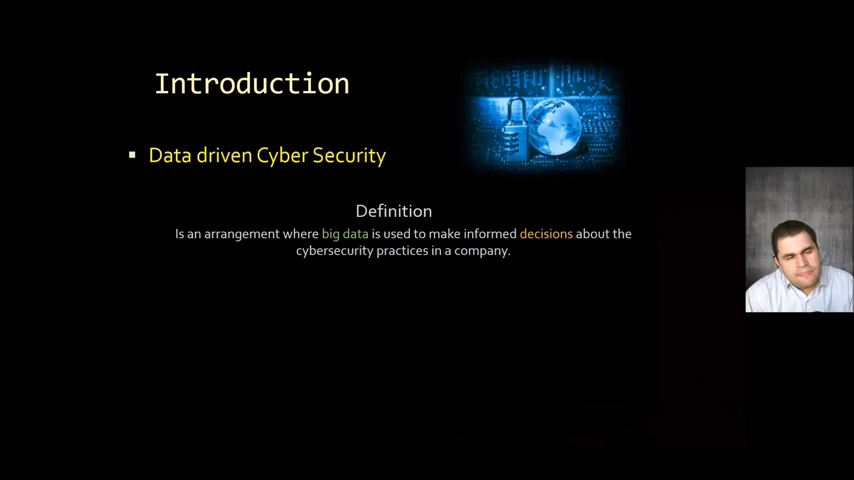 Introduction
Data driven Cyber Security
Definition
Is an arrangement where big data is used to make informed decisions about the
cybersecurity practices in a company.